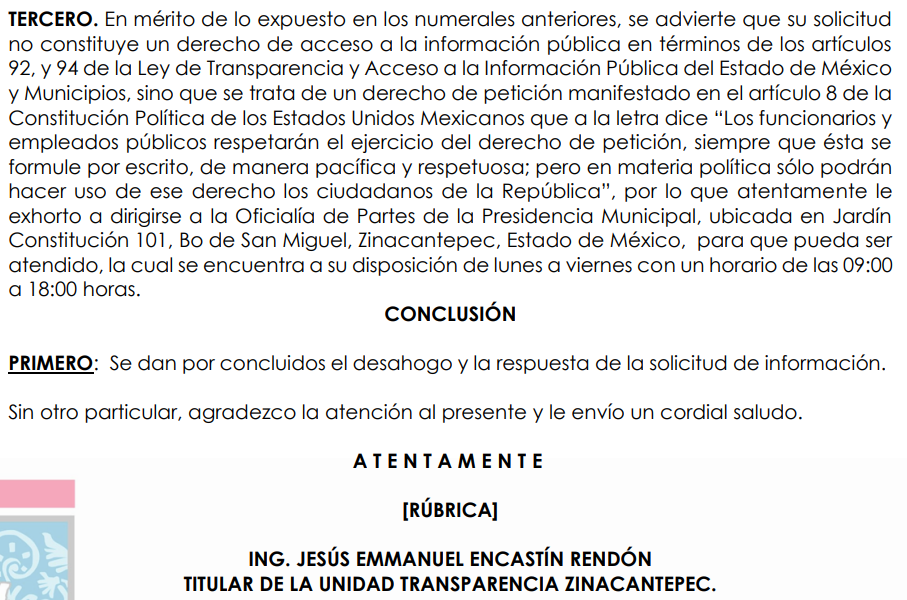 TERCERO. En mérito de lo expuesto en los numerales anteriores, se advierte que su solicitud
no constituye un derecho de acceso a la información pública en términos de los artículos
92, y 94 de la Ley de Transparencia y Acceso a la Información Pública del Estado de México
y Municipios, sino que se trata de un derecho de petición manifestado en el artículo 8 de la
Constitución Política de los Estados Unidos Mexicanos que a la letra dice “Los funcionarios y
empleados públicos respetarán el ejercicio del derecho de petición, siempre que ésta se
formule por escrito, de manera pacífica y respetuosa; pero en materia política sólo podrán
hacer uso de ese derecho los ciudadanos de la República”, por lo que atentamente le
exhorto a dirigirse a la Oficialía de Partes de la Presidencia Municipal, ubicada en Jardín
Constitución 101, Bo de San Miguel, Zinacantepec, Estado de México, para que pueda ser
atendido, la cual se encuentra a su disposición de lunes a viernes con un horario de las 09:00
a 18:00 horas.
CONCLUSIÓN
PRIMERO: Se dan por concluidos el desahogo y la respuesta de la solicitud de información.
Sin otro particular, agradezco la atención al presente y le envío un cordial saludo.
A T E N T A M E N T E
[RÚBRICA]
ING. JESÚS EMMANUEL ENCASTÍN RENDÓN
TITULAR DE LA UNIDAD TRANSPARENCIA ZINACANTEPEC.